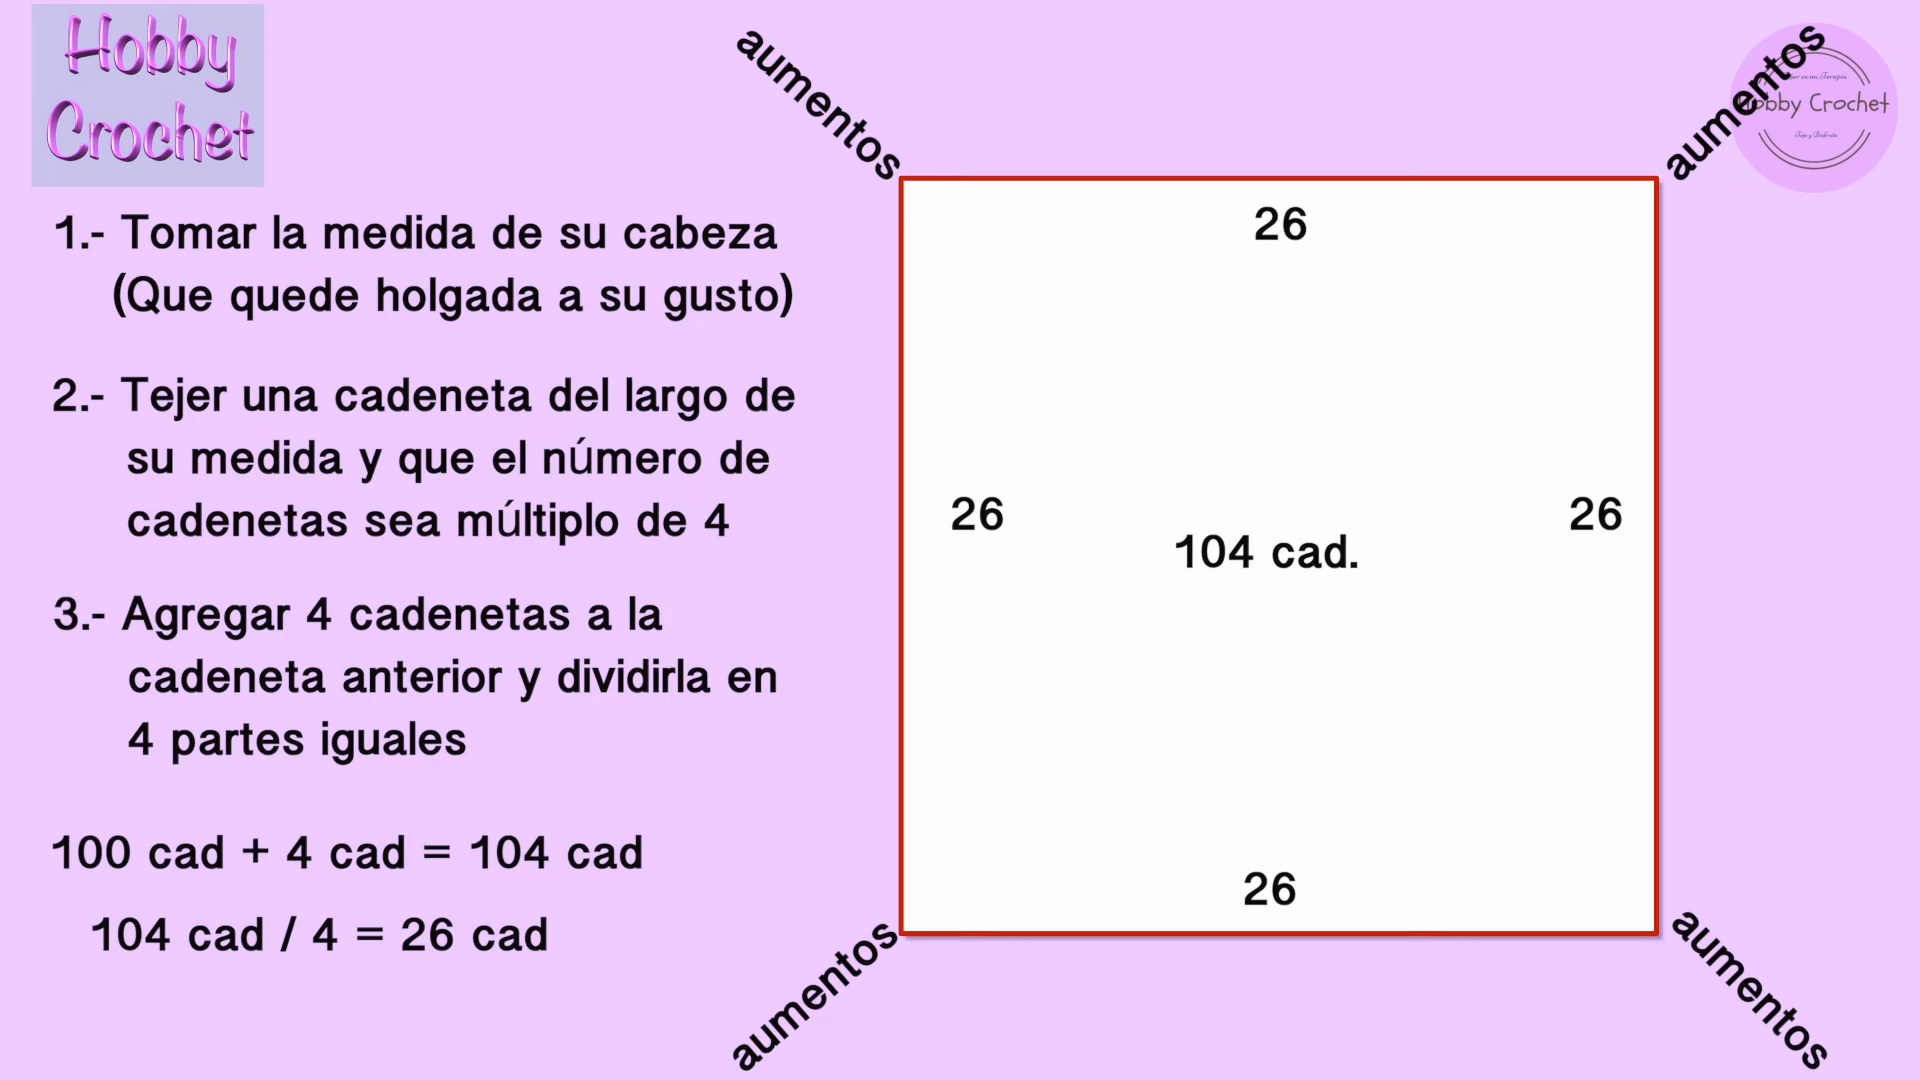 Hobby
Crochet
aumentos
aumentos
Hobby Crochet
Teje y Disfruta
1.- Tomar la medida de su cabeza
(Que quede holgada a su gusto)
2.- Tejer una cadeneta del largo de
su medida y que el número de
cadenetas sea múltiplo de 4
3.- Agregar 4 cadenetas a la
cadeneta anterior y dividirla en
4 partes iguales
100 cad + 4 cad = 104 cad
104 cad / 4 = 26 cad
26
26
26
104 cad.
26
aumentos
aumentos